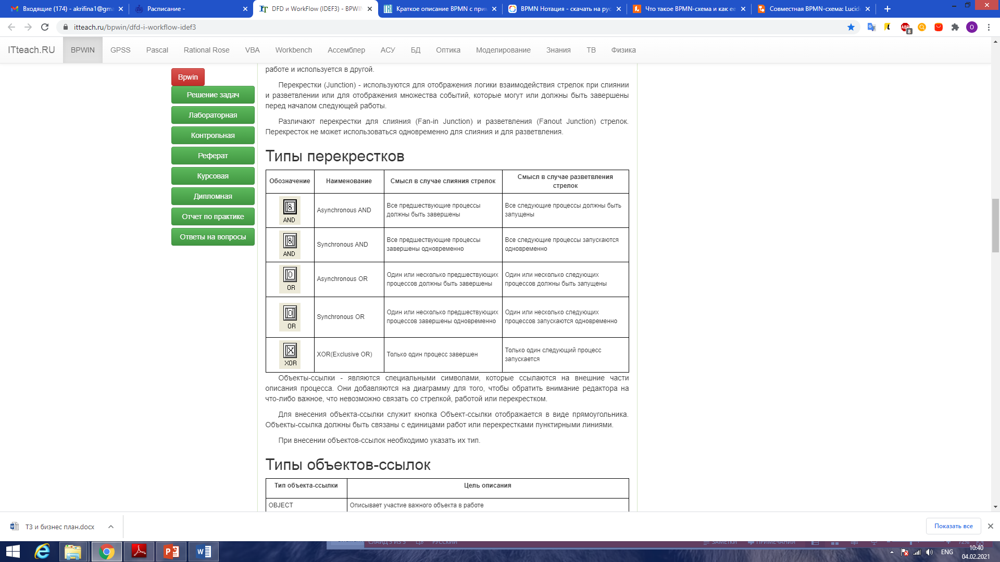 Входящие (174) - akrifina1@gma
Расписание -
DFD и WorkFlow (IDEF3) - BPWIN
Краткое описание BPMN с прим
BPMN Нотация - скачать на рус
Что такое BPMN-схема и как ее
Совместная BPMN-схема: Lucid
itteach.ru/bpwin/dfd-i-workflow-idef3
ABP
8
O
ITteach.RU
BPWIN
GPSS
Pascal
Rational Rose
VBA
Workbench
Ассемблер
АСУ
БД
Оптика
Моделирование
Знания
ТВ
Физика
Bpwin
Решение задач
Лабораторная
Контрольная
Реферат
Курсовая
Дипломная
Отчет по практике
Ответы на вопросы
работе и используется в другой.
Перекрестки (Junction) - используются для отображения логики взаимодействия стрелок при слиянии
и разветвлении или для отображения множества событий, которые могут или должны быть завершены
перед началом следующей работы.
Различают перекрестки для слияния (Fan-in Junction) и разветвления (Fanout Junction) стрелок.
Перекресток не может использоваться одновременно для слияния и для разветвления.
Типы перекрестков
Обозначение
Наименование
Смысл в случае слияния стрелок
Смысл в случае разветвления
стрелок
&
AND
Asynchronous AND
Все предшествующие процессы
должны быть завершены
Все следующие процессы должны быть
запущены
&
AND
Synchronous AND
Все предшествующие процессы
завершены одновременно
Все следующие процессы запускаются
одновременно
O
OR
Asynchronous OR
Один или несколько предшествующих
процессов должны быть завершены
Один или несколько следующих
процессов должны быть запущены
O
OR
Synchronous OR
Один или несколько предшествующих
процессов завершены одновременно
Один или несколько следующих
процессов запускаются одновременно
X
XOR
XOR(Exclusive OR)
Только один процесс завершен
Только один следующий процесс
запускается
Объекты-ссылки - являются специальными символами, которые ссылаются на внешние части
описания процесса. Они добавляются на диаграмму для того, чтобы обратить внимание редактора на
что-либо важное, что невозможно связать со стрелкой, работой или перекрестком.
Для внесения объекта-ссылки служит кнопка Объект-ссылки отображается в виде прямоугольника.
Объекты-ссылка должны быть связаны с единицами работ или перекрестками пунктирными линиями.
При внесении объектов-ссылок необходимо указать их тип.
Типы объектов-ссылок
Тип объекта-ссылки
Цель описания
OBJECT
Описывает участие важного объекта в работе
ТЗ и бизнес план.docx
Показать все
СЛАЙД 5 ИЗ 5
РУССКИЙ
ЗАМЕТКИ
ПРИМЕЧАНИЯ
72%
ENG
10:40
04.02.2021